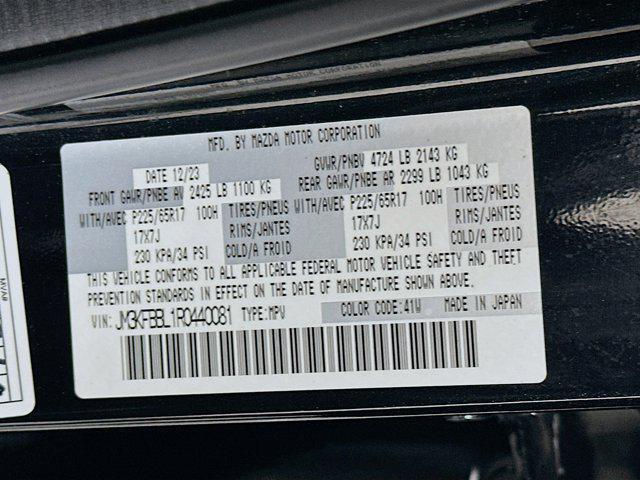 MFD. BY MAZDA MOTOR CORPORATION
DATE 12/23 GVWR/PNBV 4724 LB 2143 KG
FRONT GAWR/PNBE AV 2425 LB 1100 KG REAR GAWR/PNBE AR 2299 LB 1043 KG
WITH/AVEC P225/65R17 100H TIRES/PNEUS WITH/AVEC P225/65R17 100H TIRES/PNEUS
17X7J RIMS/JANTES 17X7J RIMS/JANTES
230 KPA/34 PSI COLD/A FROID 230 KPA/34 PSI COLD/A FROID
THIS VEHICLE CONFORMS TO ALL APPLICABLE FEDERAL MOTOR VEHICLE SAFETY AND THEFT
PREVENTION STANDARDS IN EFFECT ON THE DATE OF MANUFACTURE SHOWN ABOVE.
VIN: JM3KFBBL1R0440081 TYPE:MPV COLOR CODE:41W MADE IN JAPAN